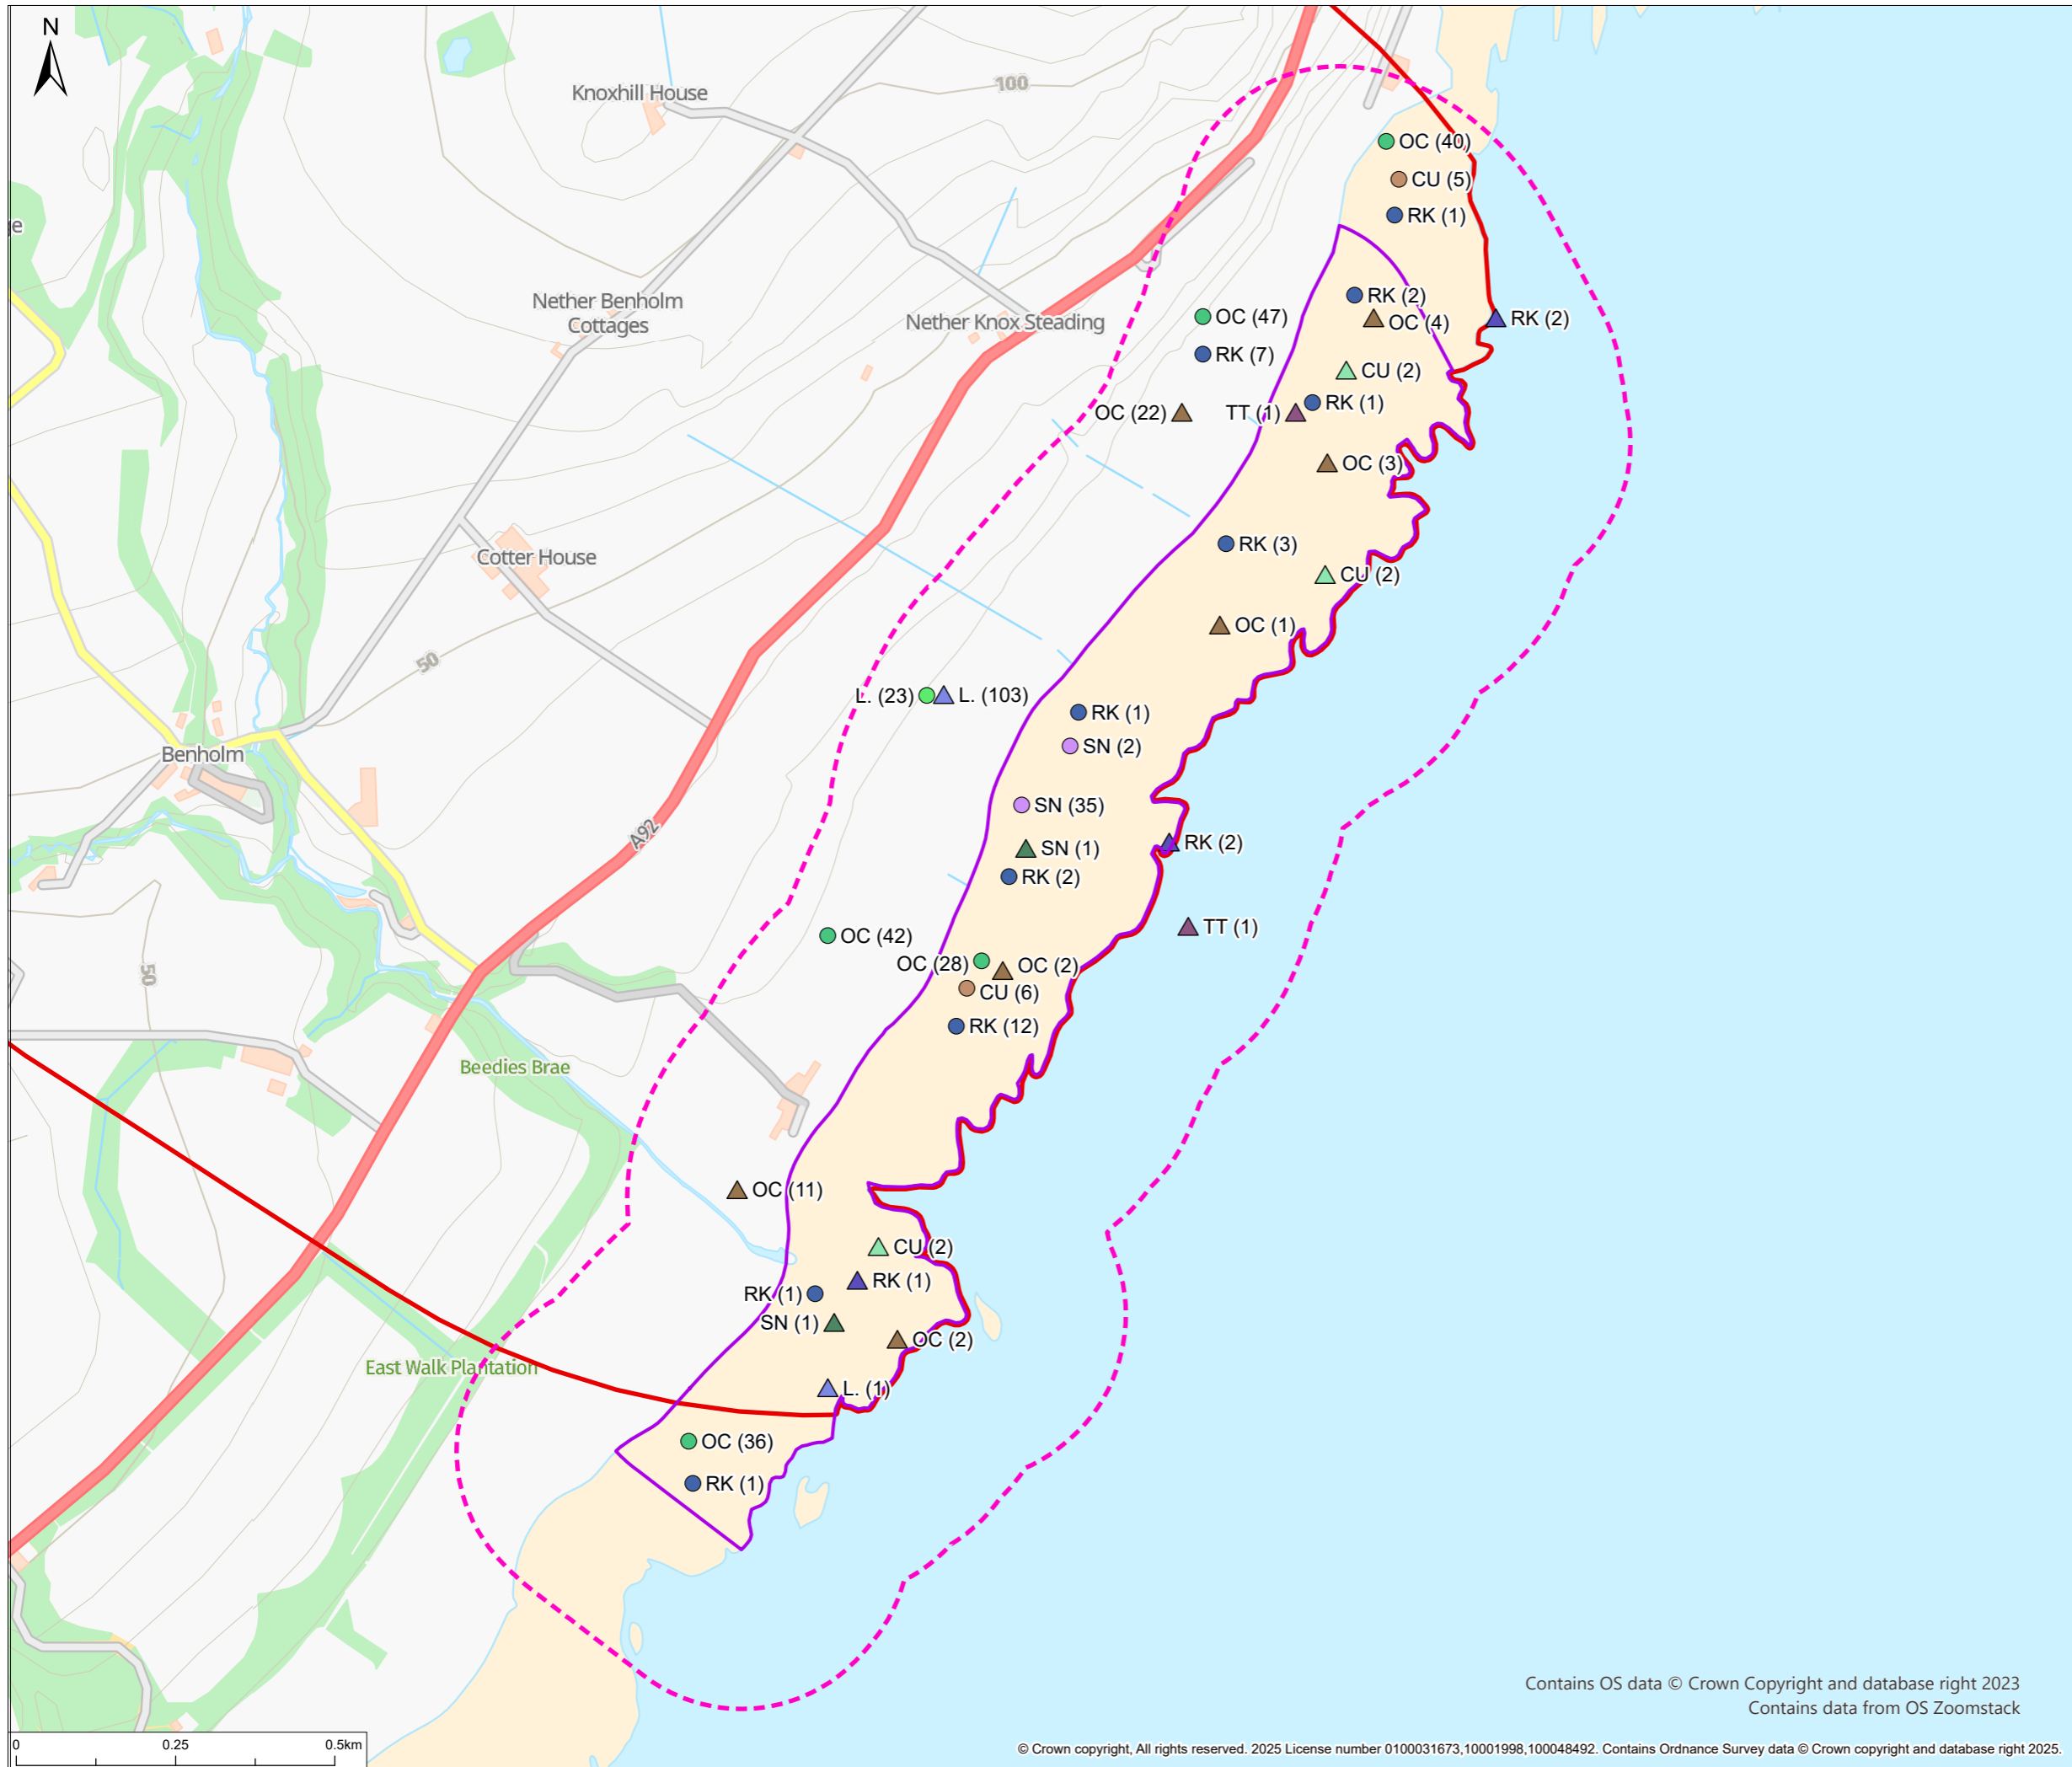 N
Knoxhill House
100
OC (40)
CU (5)
RK (1)
Nether Benholm
Cottages
Nether Knox Steading
RK (2)
OC (4)
RK (2)
OC (47)
RK (7)
CU (2)
OC (22)
TT (1)
RK (1)
OC (3)
Cotter House
RK (3)
CU (2)
OC (1)
50
L. (23)
L. (103)
RK (1)
SN (2)
Benholm
SN (35)
A92
SN (1)
RK (2)
RK (2)
TT (1)
OC (42)
OC (28)
OC (2)
50
CU (6)
RK (12)
Beedies Brae
OC (11)
CU (2)
RK (1)
RK (1)
SN (1)
OC (2)
East Walk Plantation
L. (1)
OC (36)
RK (1)
Contains OS data © Crown Copyright and database right 2023
Contains data from OS Zoomstack
0 0.25 0.5km
© Crown copyright, All rights reserved. 2025 License number 0100031673,10001998,100048492. Contains Ordnance Survey data © Crown copyright and database right 2025.